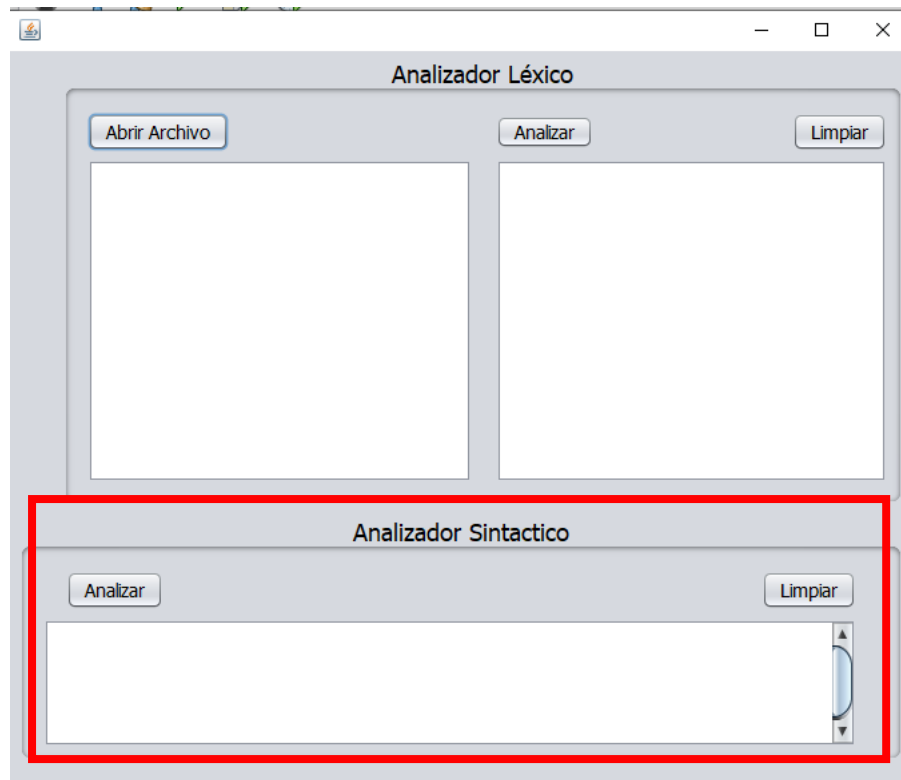 Analizador Léxico
Abrir Archivo
Analizar
Limpiar
Analizador Sintactico
Analizar
Limpiar